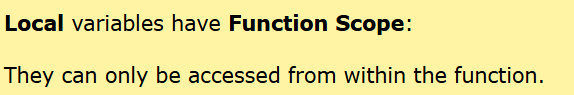 Local variables have Function Scope:
They can only be accessed from within the function.